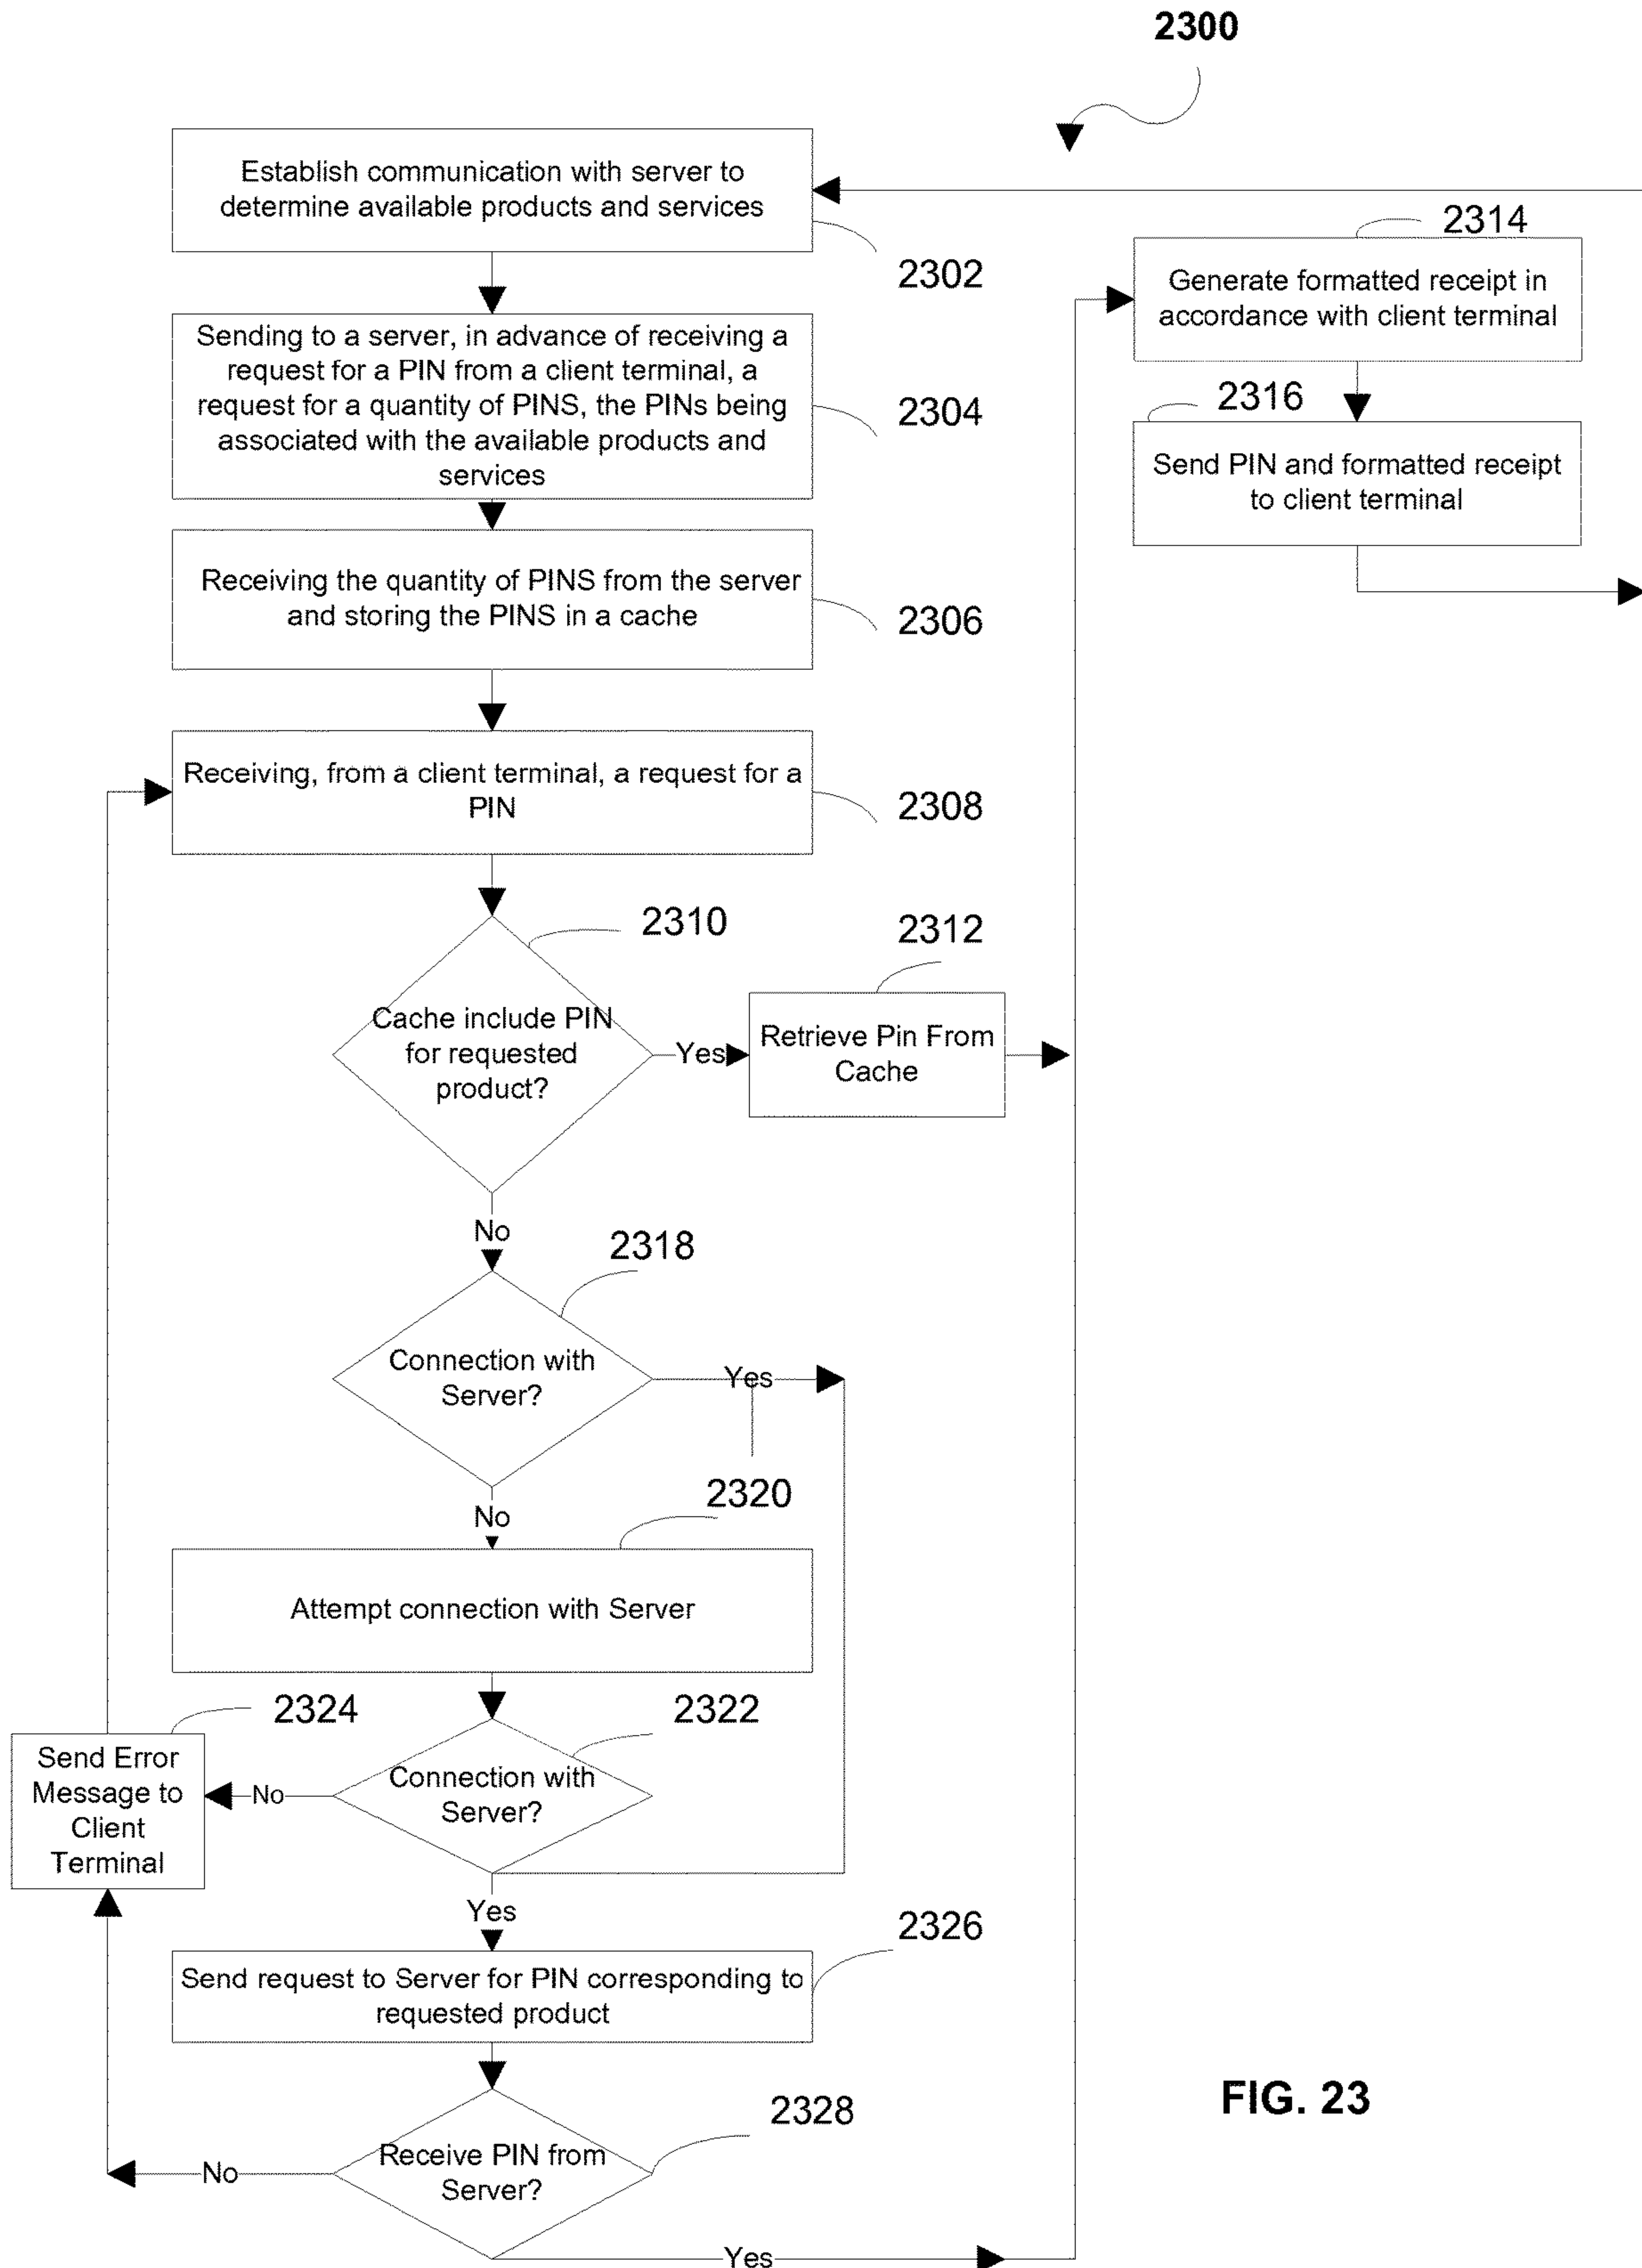 2300
Establish communication with server to
determine available products and services
2302
2314
Generate formatted receipt in
accordance with client terminal
Sending to a server, in advance of receiving a
request for a PIN from a client terminal, a
request for a quantity of PINS, the PINs being
associated with the available products and
services
2304
2316
Send PIN and formatted receipt
to client terminal
Receiving the quantity of PINS from the server
and storing the PINS in a cache
2306
Receiving, from a client terminal, a request for a
PIN
2308
2310
Cache include PIN
for requested
product?
Yes
2312
Retrieve Pin From
Cache
No
2318
Connection with
Server?
Yes
No
2320
Attempt connection with Server
2324
Send Error
Message to
Client
Terminal
2322
Connection with
Server?
No
Yes
2326
Send request to Server for PIN corresponding to
requested product
2328
Receive PIN from
Server?
No
Yes
FIG. 23